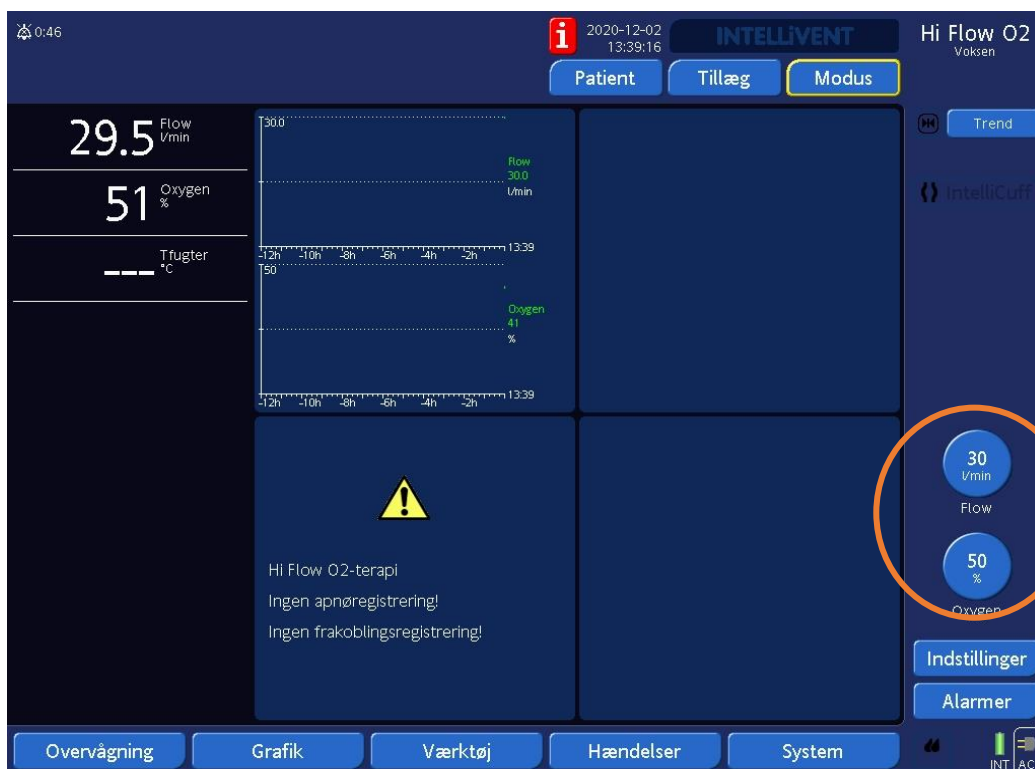 0:46
i
2020-12-02
13:39:16
INTELLiVENT
Hi Flow O2
Voksen
Patient
Tillæg
Modus
29.5 Flow
l/min
51 Oxygen
%
--- Tfugter
°C
30.0
Flow
30.0
l/min
-12h -10h -8h -6h -4h -2h 13:39
50
Oxygen
41
%
-12h -10h -8h -6h -4h -2h 13:39
Trend
IntelliCuff
Hi Flow O2-terapi
Ingen apnøregistrering!
Ingen frakoblingsregistrering!
30
l/min
Flow
50
%
Oxygen
Indstillinger
Alarmer
Overvågning
Grafik
Værktøj
Hændelser
System
INT AC